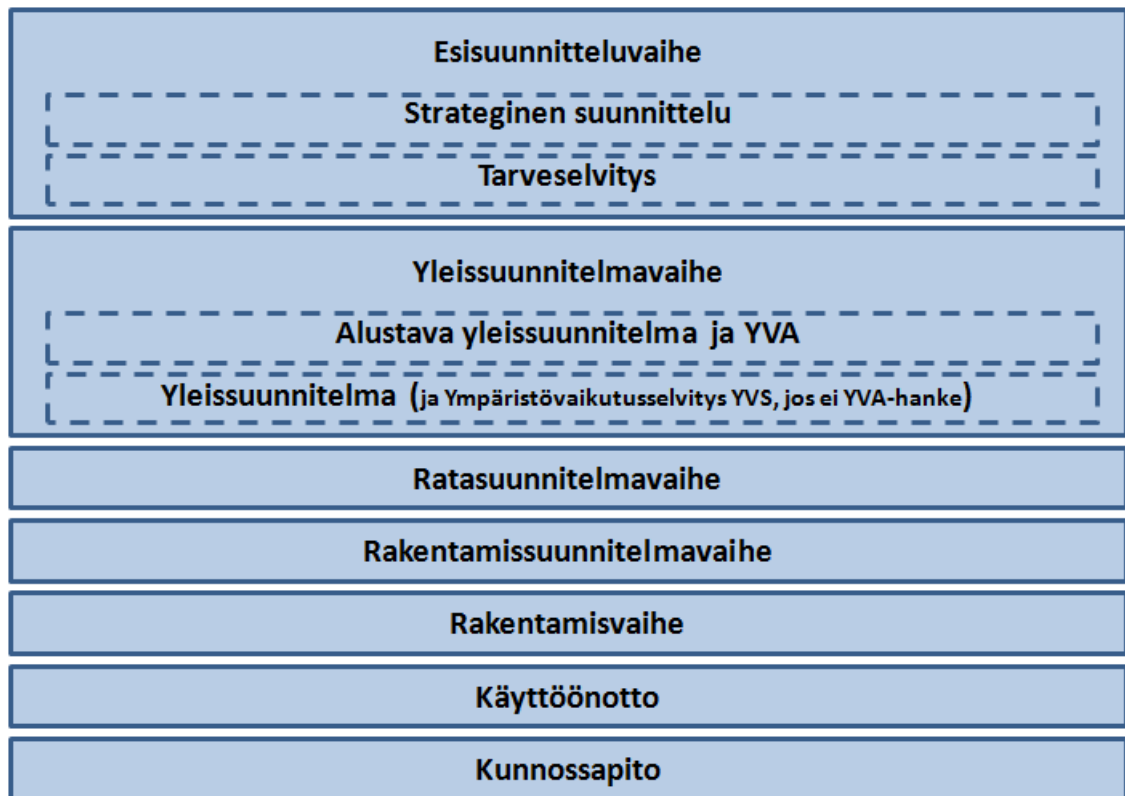 Esisuunnitteluvaihe
Strateginen suunnittelu
Tarveselvitys
Yleissuunnitelmavaihe
Alustava yleissuunnitelma ja YVA
Yleissuunnitelma (ja Ympäristövaikutusselvitys YVS, jos ei YVA-hanke)
Ratasuunnitelmavaihe
Rakentamissuunnitelmavaihe
Rakentamisvaihe
Käyttöönotto
Kunnossapito